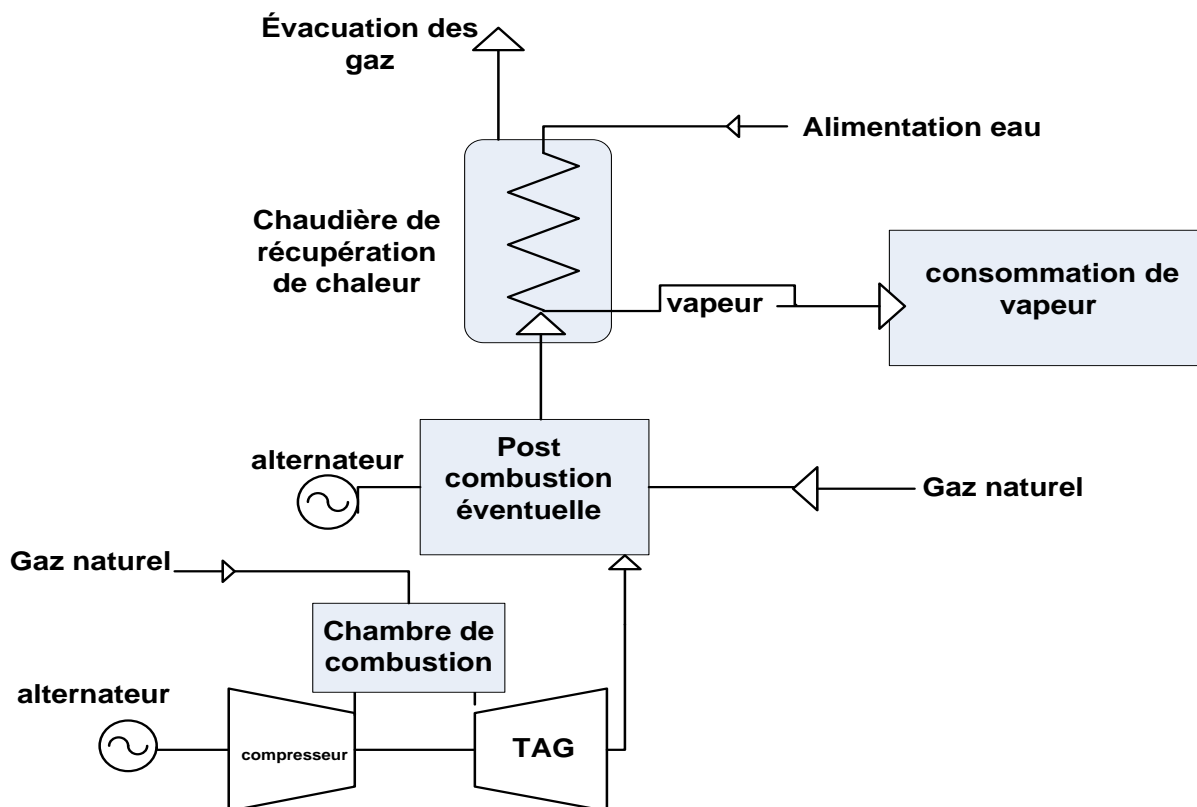 Évacuation des
gaz
Alimentation eau
Chaudière de
récupération
de chaleur
consommation de
vapeur
vapeur
Post
combustion
éventuelle
alternateur
Gaz naturel
Gaz naturel
Chambre de
combustion
alternateur
compresseur
TAG